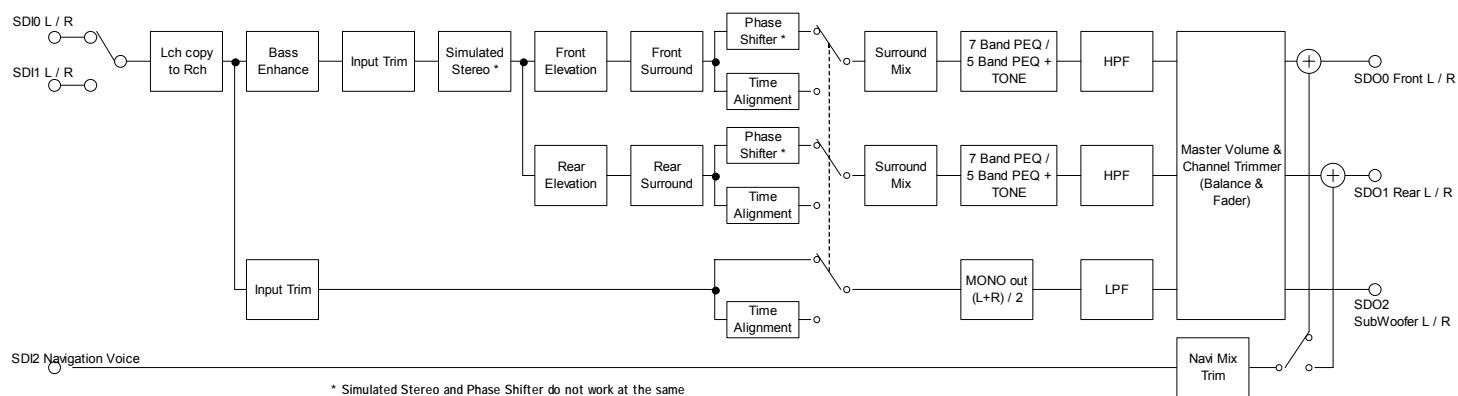 SDI0 L / R
SDI1 L / R
Lch copy
to Rch
Bass
Enhance
Input Trim
Simulated
Stereo *
Front
Elevation
Front
Surround
Phase
Shifter *
Time
Alignment
Surround
Mix
7 Band PEQ /
5 Band PEQ +
TONE
HPF
Rear
Elevation
Rear
Surround
Phase
Shifter *
Time
Alignment
Surround
Mix
7 Band PEQ /
5 Band PEQ +
TONE
HPF
Input Trim
Time
Alignment
MONO out
(L+R) / 2
LPF
Master Volume &
Channel Trimmer
(Balance &
Fader)
SDO0 Front L / R
SDO1 Rear L / R
SDO2
SubWoofer L / R
SDI2 Navigation Voice
Navi Mix
Trim
* Simulated Stereo and Phase Shifter do not work at the same